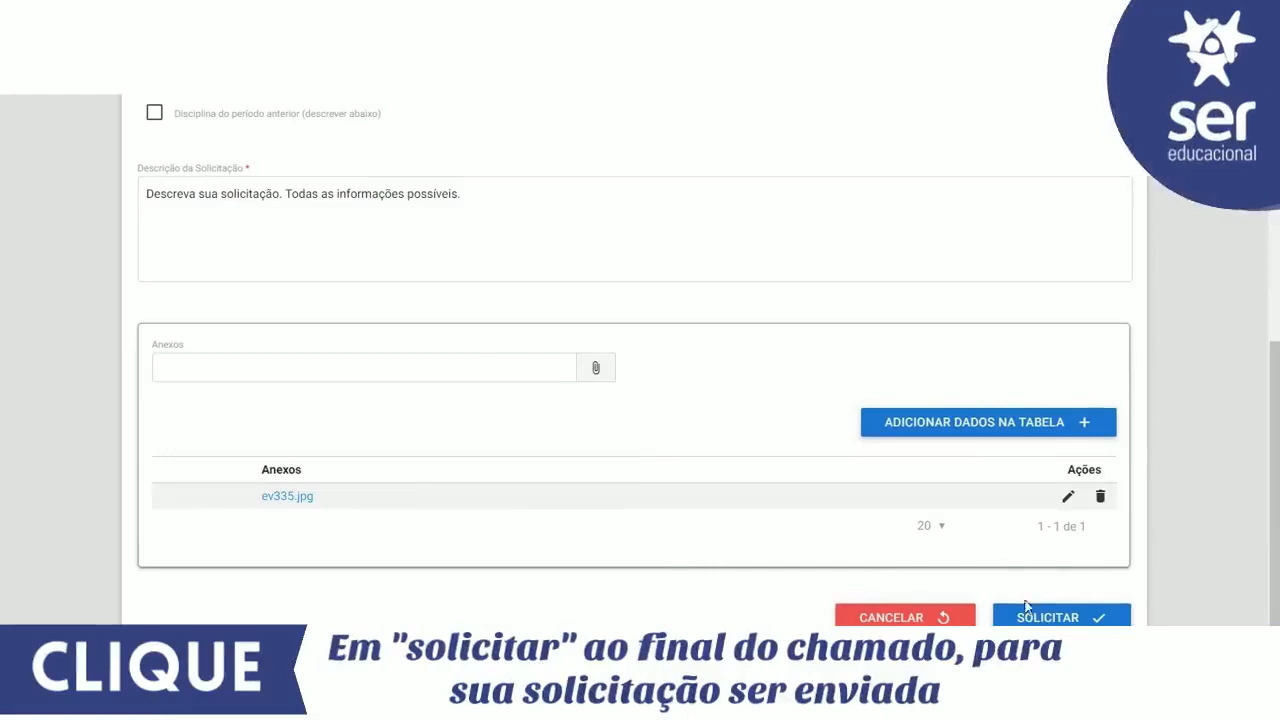 ser
educacional
Disciplina do período anterior (descrever abaixo)
Descrição da Solicitação *
Descreva sua solicitação. Todas as informações possíveis.
Anexos
ADICIONAR DADOS NA TABELA +
Anexos Ações
ev335.jpg
20 1 - 1 de 1
CANCELAR SOLICITAR
CLIQUE
Em "solicitar" ao final do chamado, para
sua solicitação ser enviada